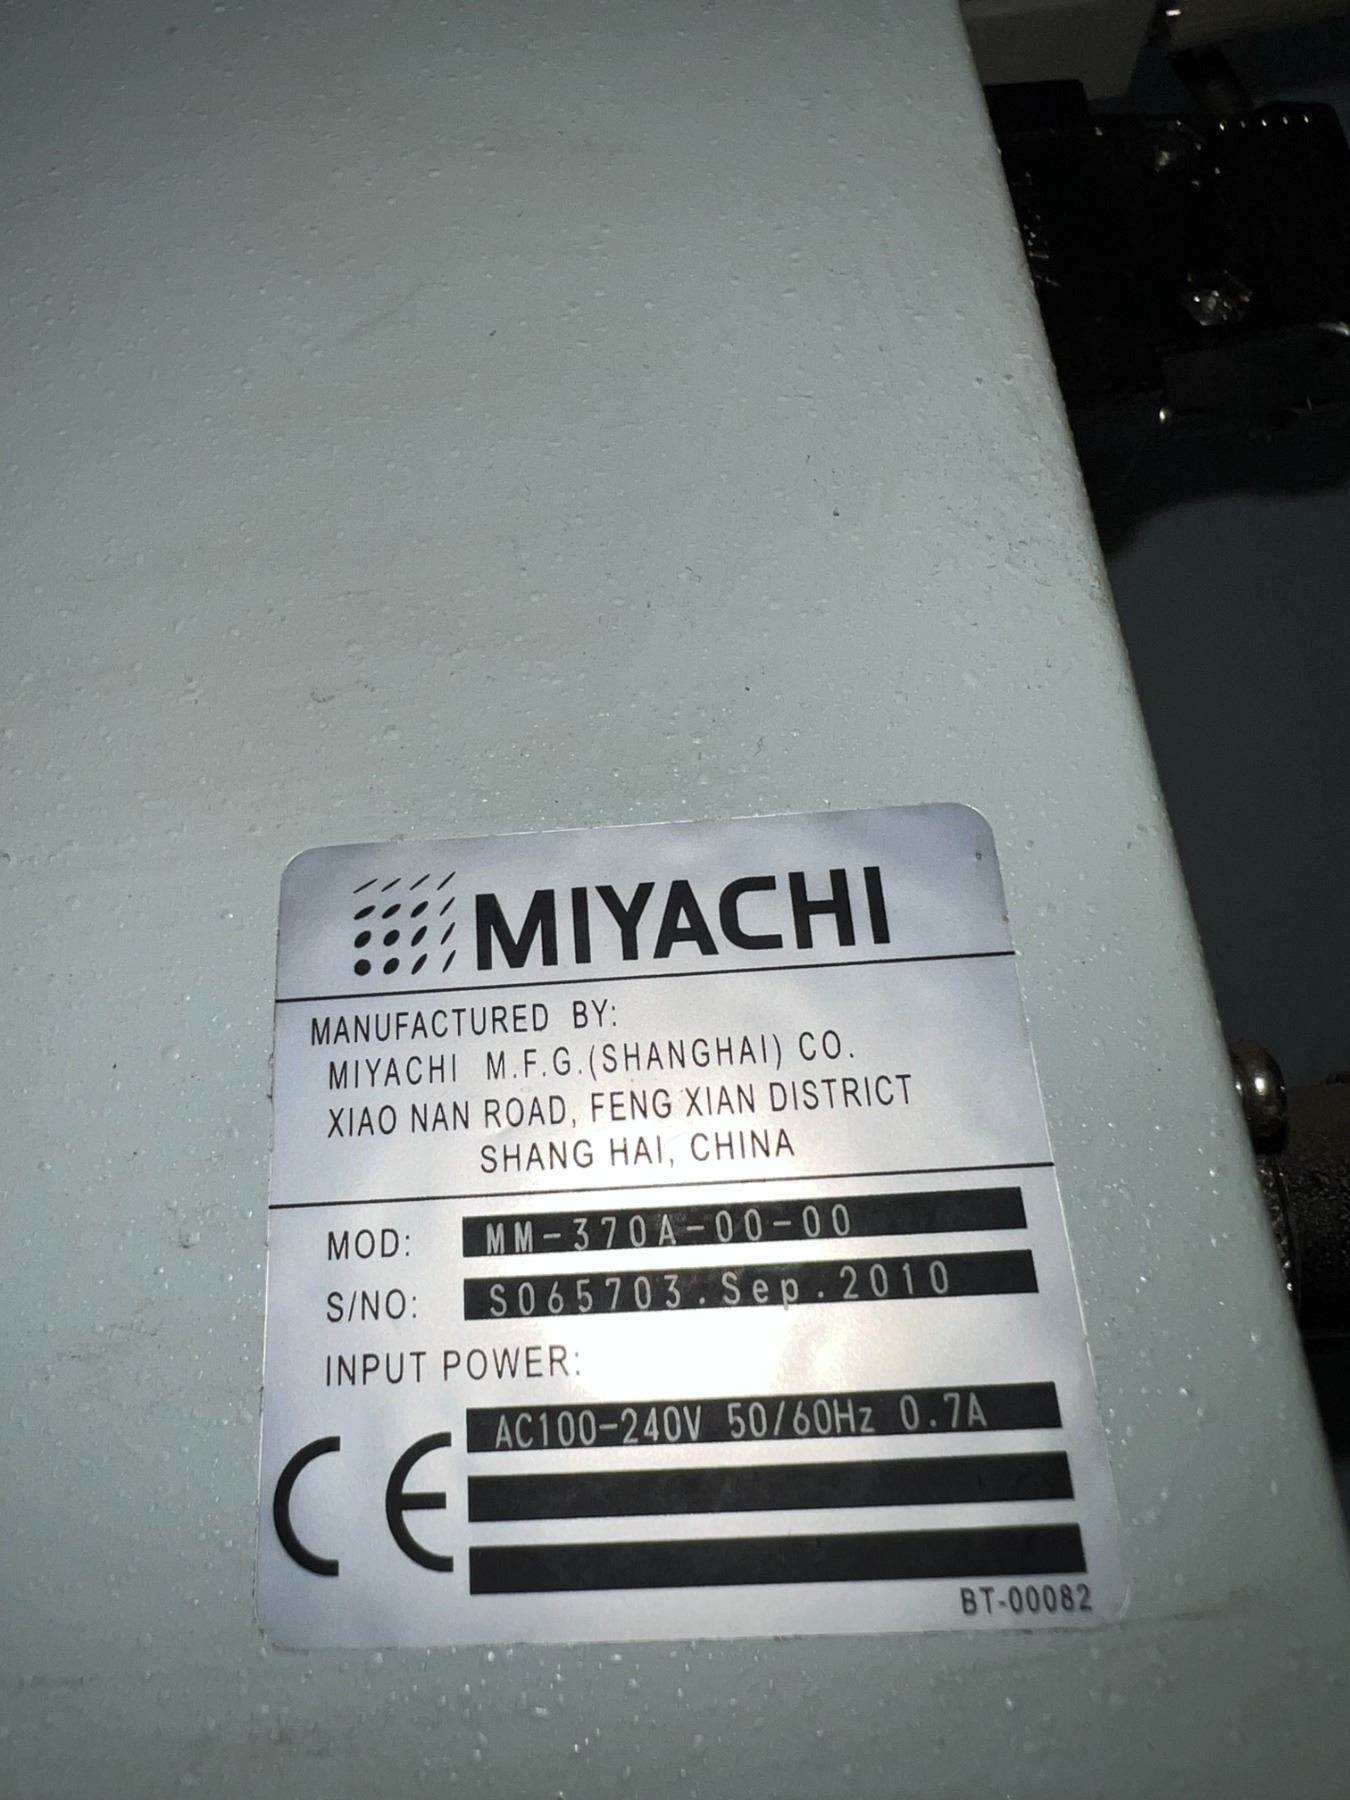 MIYACHI
MANUFACTURED BY:
MIYACHI M.F.G.(SHANGHAI) CO.
XIAO NAN ROAD, FENG XIAN DISTRICT
SHANG HAI, CHINA
MOD: MM-370A-00-00
S/NO: S065703.Sep.2010
INPUT POWER:
AC100-240V 50/60Hz 0.7A
CE
BT-00082